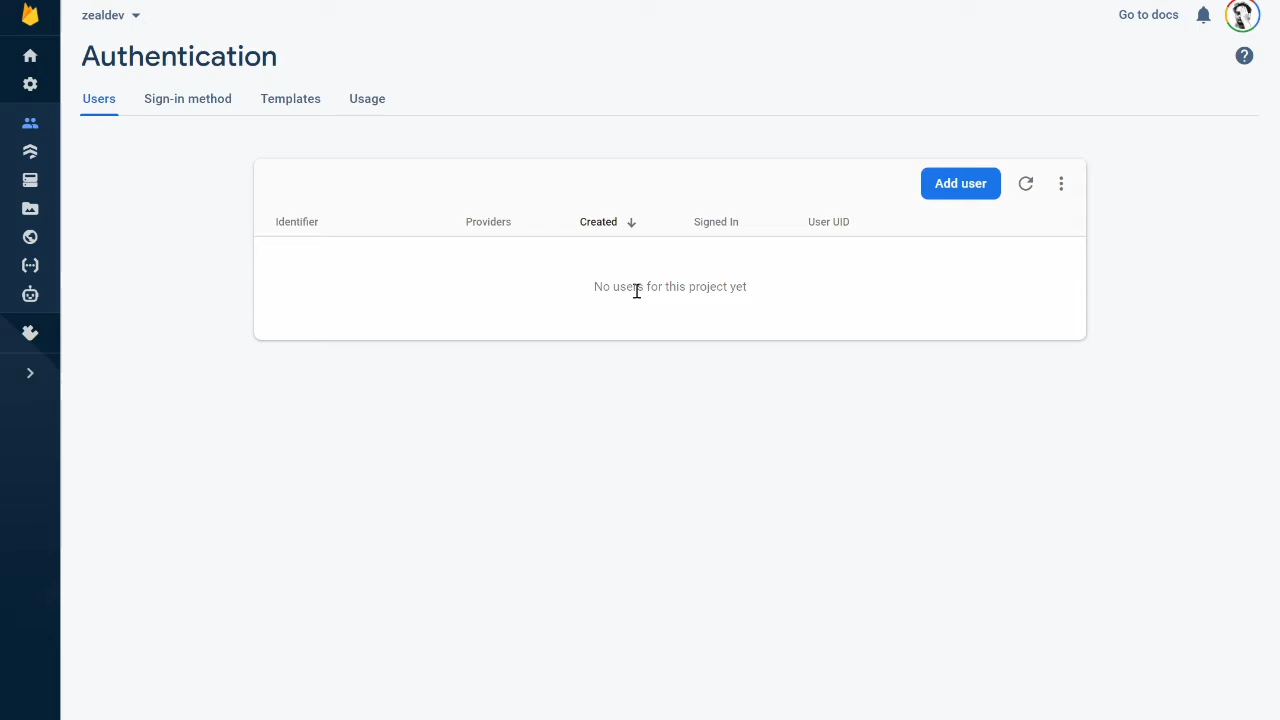 zealdev
Go to docs
Authentication
Users Sign-in method Templates Usage
Add user
Identifier Providers Created Signed In User UID
No users for this project yet